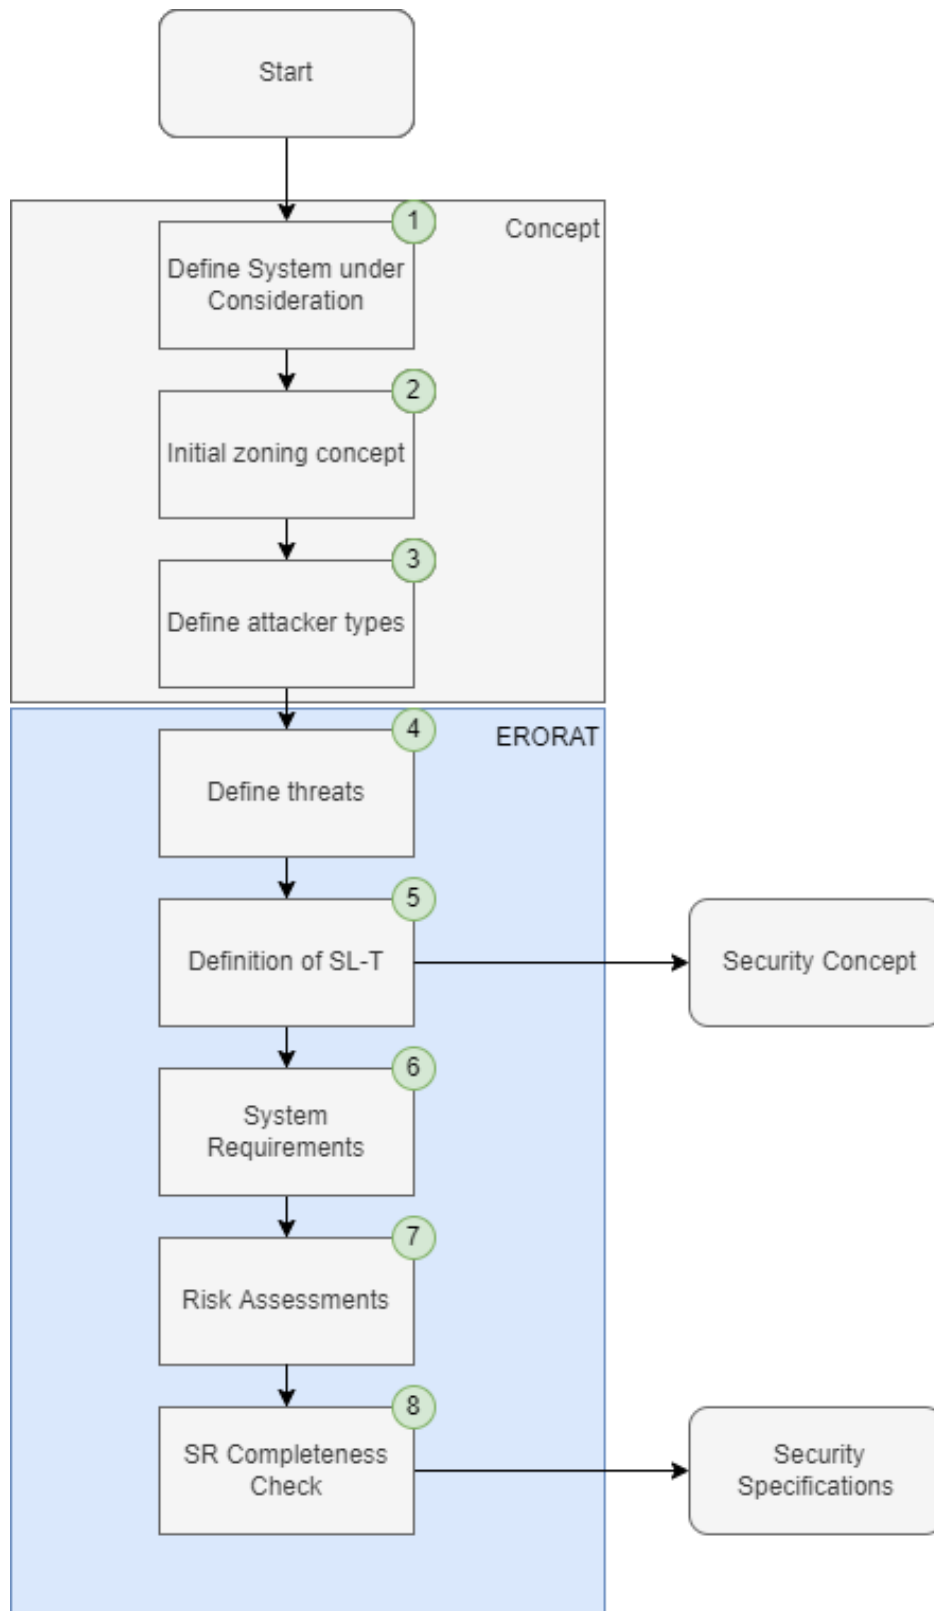 Start
Concept
1
Define System under
Consideration
2
Initial zoning concept
3
Define attacker types
ERORAT
4
Define threats
5
Definition of SL-T
Security Concept
6
System
Requirements
7
Risk Assessments
8
SR Completeness
Check
Security
Specifications